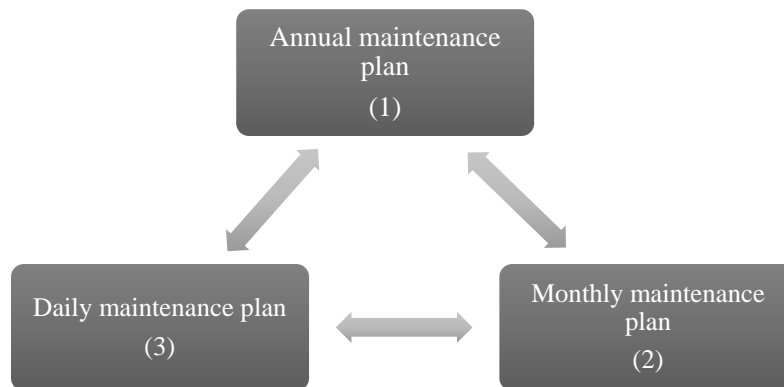 Annual maintenance
plan
(1)
Daily maintenance plan
(3)
Monthly maintenance
plan
(2)